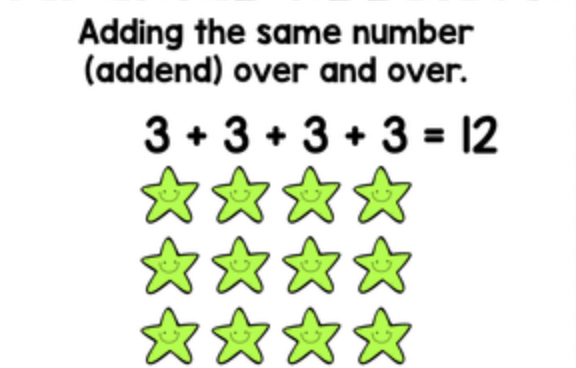 Adding the same number
(addend) over and over.
3 + 3 + 3 + 3 = 12